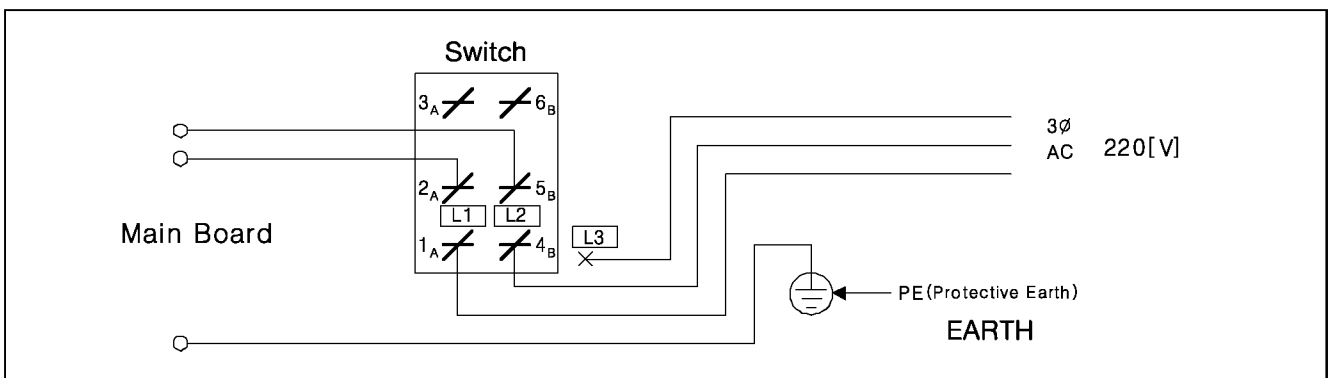 Switch
3A 6B
3Ø
AC 220[V]
2A 5B
L1 L2
Main Board
1A 4B
L3
PE(Protective Earth)
EARTH